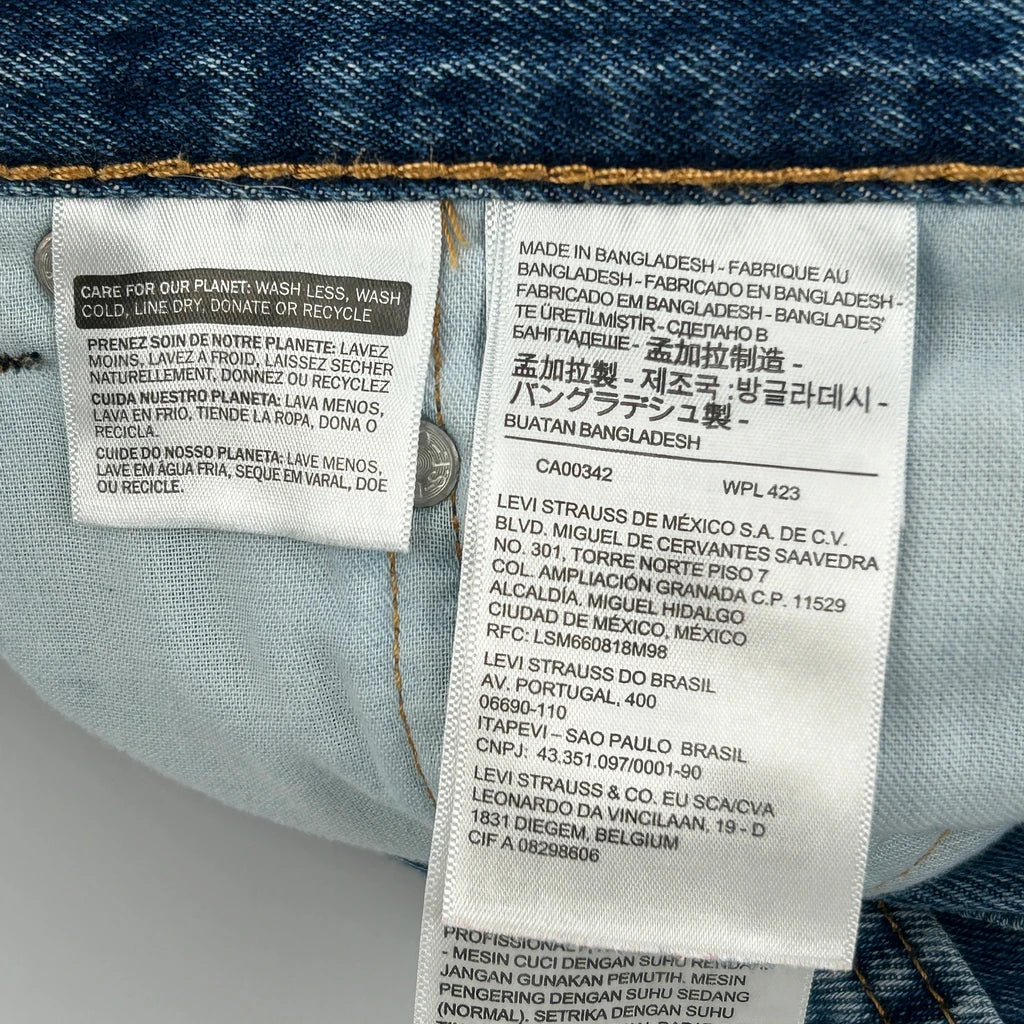 CARE FOR OUR PLANET: WASH LESS, WASH
COLD, LINE DRY, DONATE OR RECYCLE
PRENEZ SOIN DE NOTRE PLANETE: LAVEZ
MOINS, LAVEZ A FROID, LAISSEZ SECHER
NATURELLEMENT, DONNEZ OU RECYCLEZ
CUIDA NUESTRO PLANETA: LAVA MENOS,
LAVA EN FRIO, TIENDE LA ROPA, DONA O
RECICLA.
CUIDE DO NOSSO PLANETA: LAVE MENOS,
LAVE EM ÁGUA FRIA, SEQUE EM VARAL, DOE
OU RECICLE.
MADE IN BANGLADESH - FABRIQUE AU
BANGLADESH - FABRICADO EN BANGLADESH -
FABRICADO EM BANGLADESH - BANGLADEŞ'
TE ÜRETİLMİŞTİR - СДЕЛАНО В
БАНГЛАДЕШЕ - 孟加拉制造 -
孟加拉製 - 제조국 :방글라데시 -
バングラデシュ製 -
BUATAN BANGLADESH
CA00342 WPL 423
LEVI STRAUSS DE MÉXICO S.A. DE C.V.
BLVD. MIGUEL DE CERVANTES SAAVEDRA
NO. 301, TORRE NORTE PISO 7
COL. AMPLIACIÓN GRANADA C.P. 11529
ALCALDÍA. MIGUEL HIDALGO
CIUDAD DE MÉXICO, MÉXICO
RFC: LSM660818M98
LEVI STRAUSS DO BRASIL
AV. PORTUGAL, 400
06690-110
ITAPEVI – SAO PAULO BRASIL
CNPJ: 43.351.097/0001-90
LEVI STRAUSS & CO. EU SCA/CVA
LEONARDO DA VINCILAAN, 19 - D
1831 DIEGEM, BELGIUM
CIF A 08298606
- MESIN CUCI DENGAN SUHU RENDAH.
JANGAN GUNAKAN PEMUTIH. MESIN
PENGERING DENGAN SUHU SEDANG
(NORMAL). SETRIKA DENGAN SUHU